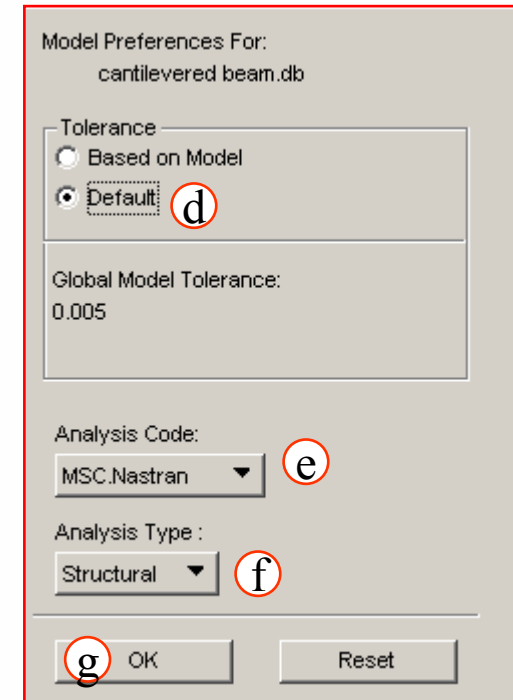 Model Preferences For:
cantilevered beam.db
Tolerance
Based on Model
Default d
Global Model Tolerance:
0.005
Analysis Code:
MSC.Nastran e
Analysis Type :
Structural f
g OK Reset